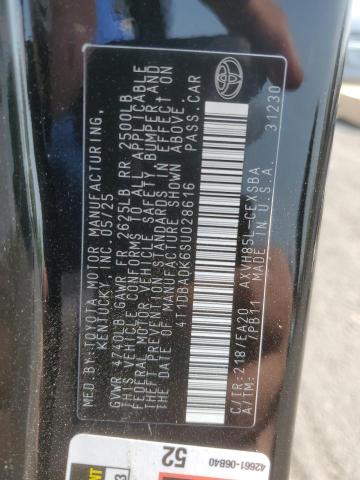 MFD. BY: TOYOTA MOTOR MANUFACTURING,
KENTUCKY, INC. 05/25
GVWR 4740LB GAWR FR 2625LB RR 2500LB
THIS VEHICLE CONFORMS TO ALL APPLICABLE
FEDERAL MOTOR VEHICLE SAFETY, BUMPER, AND
THEFT PREVENTION STANDARDS IN EFFECT ON
THE DATE OF MANUFACTURE SHOWN ABOVE.
4T1DBADK6SU028616 PASS.CAR
C/TR:218/EA20 AXVH85L-CEXSBA
A/TM: /PB11 MADE IN U.S.A.
31230
52
42661-06B40